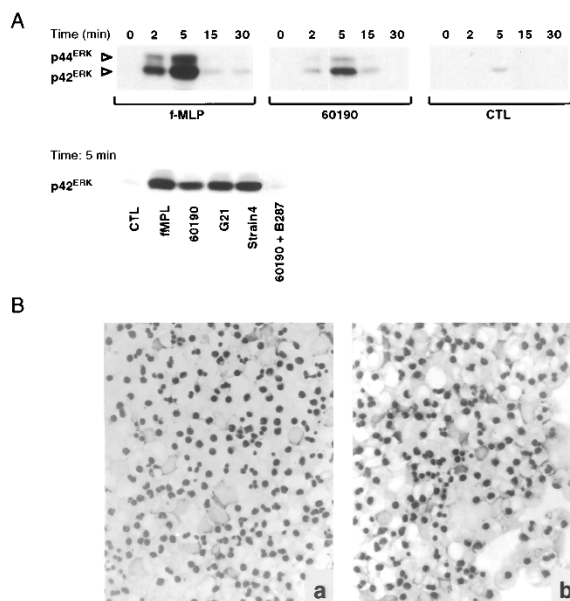 A
Time (min) 0 2 5 15 30 0 2 5 15 30 0 2 5 15 30
p44ERK
p42ERK
f-MLP 60190 CTL
Time: 5 min
p42ERK
CTL fMPL 60190 G21 Strain4 60190 + B287
B
a b